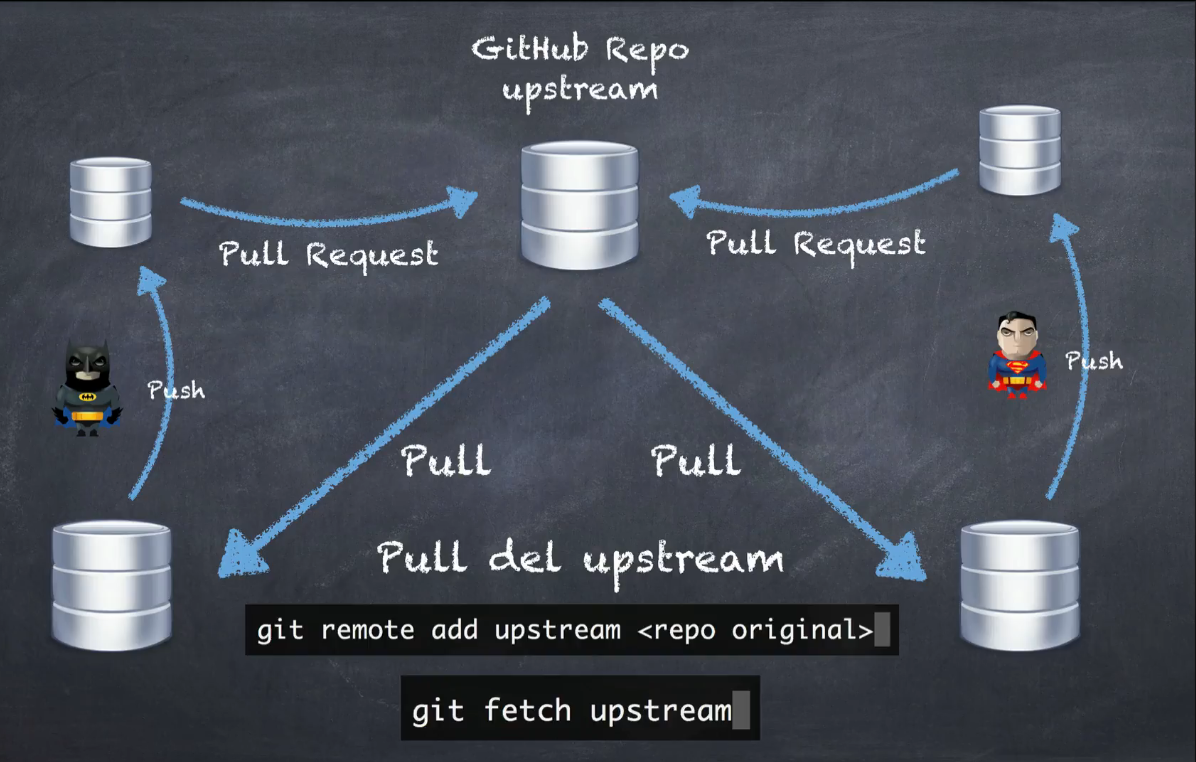 GitHub Repo
upstream
Pull Request
Pull Request
Push
Push
Pull
Pull
Pull del upstream
git remote add upstream <repo original>
git fetch upstream